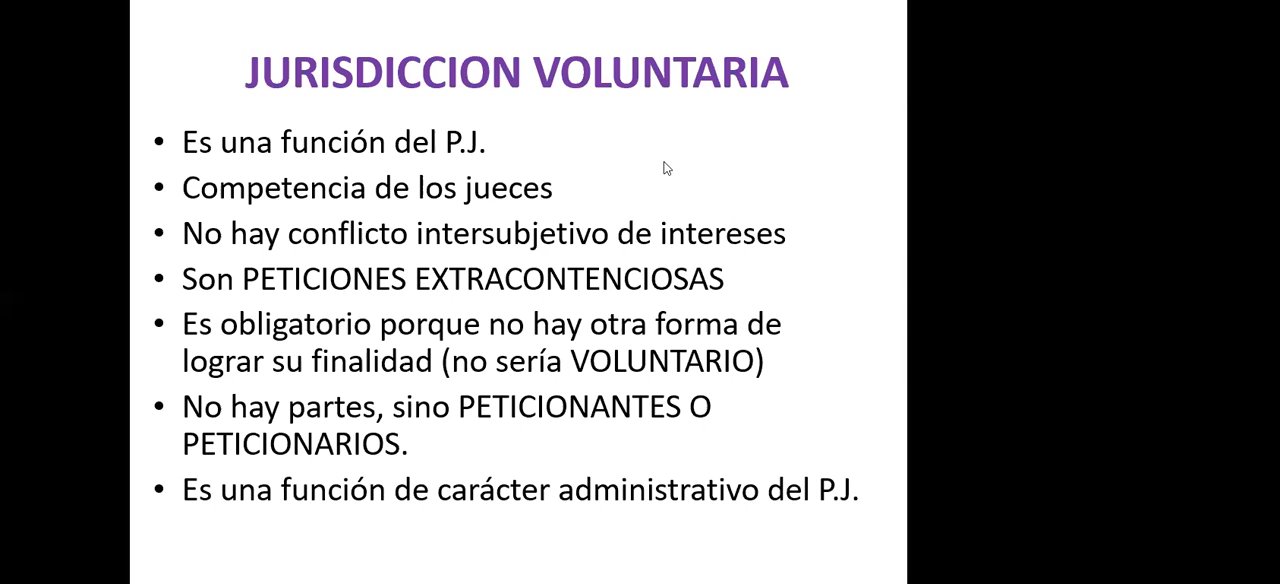 JURISDICCION VOLUNTARIA
• Es una función del P.J.
• Competencia de los jueces
• No hay conflicto intersubjetivo de intereses
• Son PETICIONES EXTRACONTENCIOSAS
• Es obligatorio porque no hay otra forma de
lograr su finalidad (no sería VOLUNTARIO)
• No hay partes, sino PETICIONANTES O
PETICIONARIOS.
• Es una función de carácter administrativo del P.J.